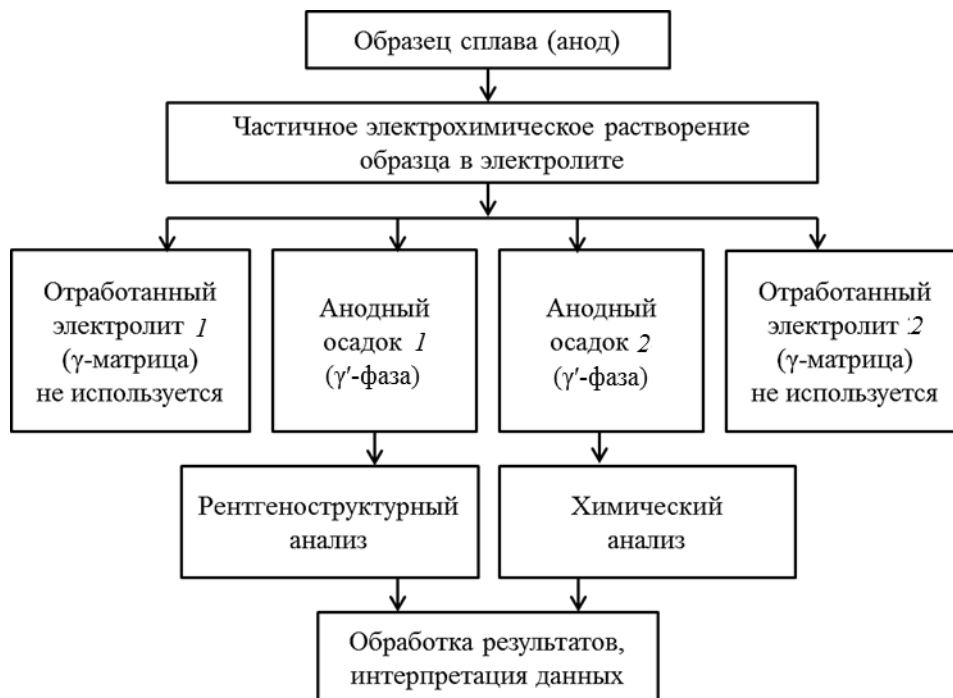 Образец сплава (анод)
Частичное электрохимическое растворение
образца в электролите
Отработанный
электролит 1
(γ-матрица)
не используется
Анодный
осадок 1
(γ′-фаза)
Анодный
осадок 2
(γ′-фаза)
Отработанный
электролит 2
(γ-матрица)
не используется
Рентгеноструктурный
анализ
Химический
анализ
Обработка результатов,
интерпретация данных